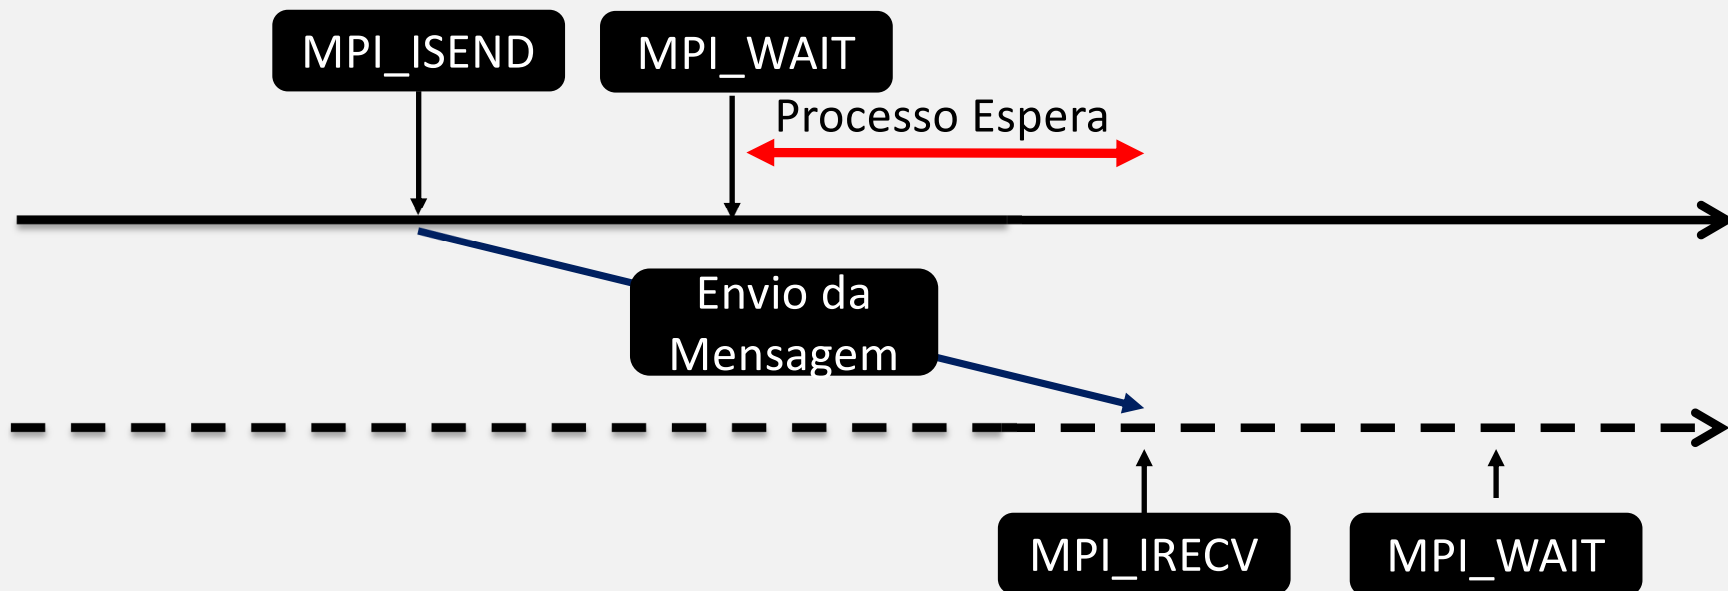 MPI_ISEND
MPI_WAIT
Processo Espera
Envio da
Mensagem
MPI_IRECV
MPI_WAIT